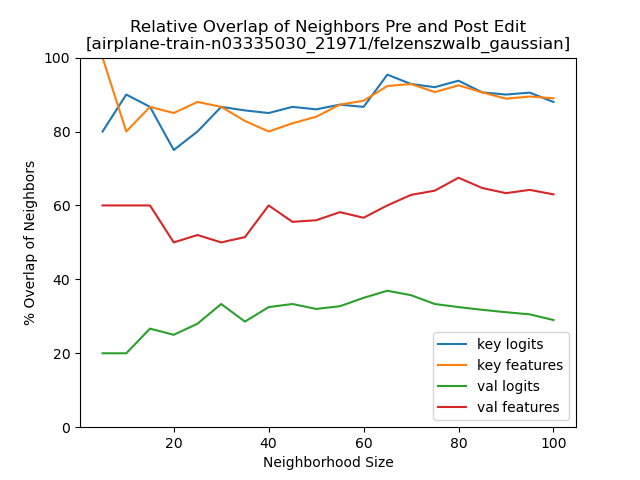 Relative Overlap of Neighbors Pre and Post Edit
[airplane-train-n03335030_21971/felzenszwalb_gaussian]
100
80
60
40
20
0
% Overlap of Neighbors
key logits
key features
val logits
val features
20 40 60 80 100
Neighborhood Size